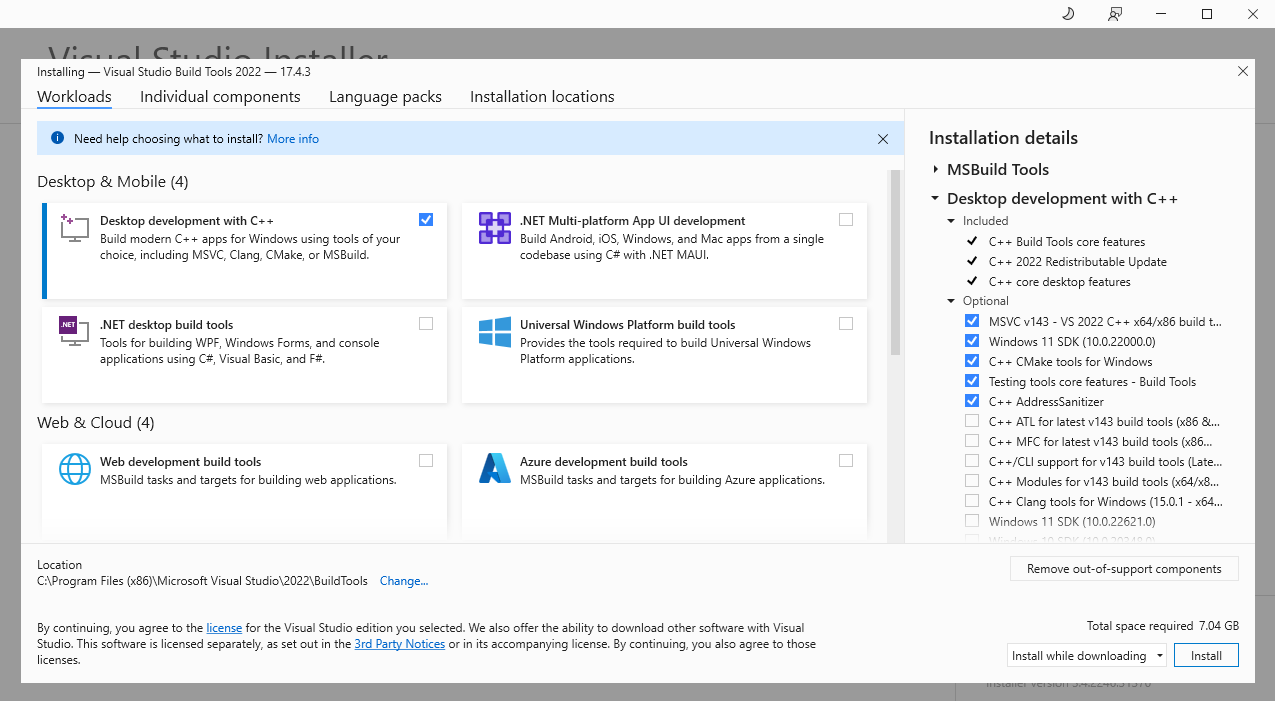 Visual Studio Installer
Installing — Visual Studio Build Tools 2022 — 17.4.3
Workloads
Individual components
Language packs
Installation locations
Need help choosing what to install? More info
Desktop & Mobile (4)
Desktop development with C++
Build modern C++ apps for Windows using tools of your
choice, including MSVC, Clang, CMake, or MSBuild.
.NET Multi-platform App UI development
Build Android, iOS, Windows, and Mac apps from a single
codebase using C# with .NET MAUI.
.NET
.NET desktop build tools
Tools for building WPF, Windows Forms, and console
applications using C#, Visual Basic, and F#.
Universal Windows Platform build tools
Provides the tools required to build Universal Windows
Platform applications.
Web & Cloud (4)
Web development build tools
MSBuild tasks and targets for building web applications.
Azure development build tools
MSBuild tasks and targets for building Azure applications.
Installation details
MSBuild Tools
Desktop development with C++
Included
C++ Build Tools core features
C++ 2022 Redistributable Update
C++ core desktop features
Optional
MSVC v143 - VS 2022 C++ x64/x86 build t...
Windows 11 SDK (10.0.22000.0)
C++ CMake tools for Windows
Testing tools core features - Build Tools
C++ AddressSanitizer
C++ ATL for latest v143 build tools (x86 &...
C++ MFC for latest v143 build tools (x86...
C++/CLI support for v143 build tools (Late...
C++ Modules for v143 build tools (x64/x8...
C++ Clang tools for Windows (15.0.1 - x64...
Windows 11 SDK (10.0.22621.0)
Windows 10 SDK (10.0.20348.0)
Location
C:\Program Files (x86)\Microsoft Visual Studio\2022\BuildTools Change...
Remove out-of-support components
By continuing, you agree to the license for the Visual Studio edition you selected. We also offer the ability to download other software with Visual
Studio. This software is licensed separately, as set out in the 3rd Party Notices or in its accompanying license. By continuing, you also agree to those
licenses.
Total space required 7.04 GB
Install while downloading
Install
Installer version